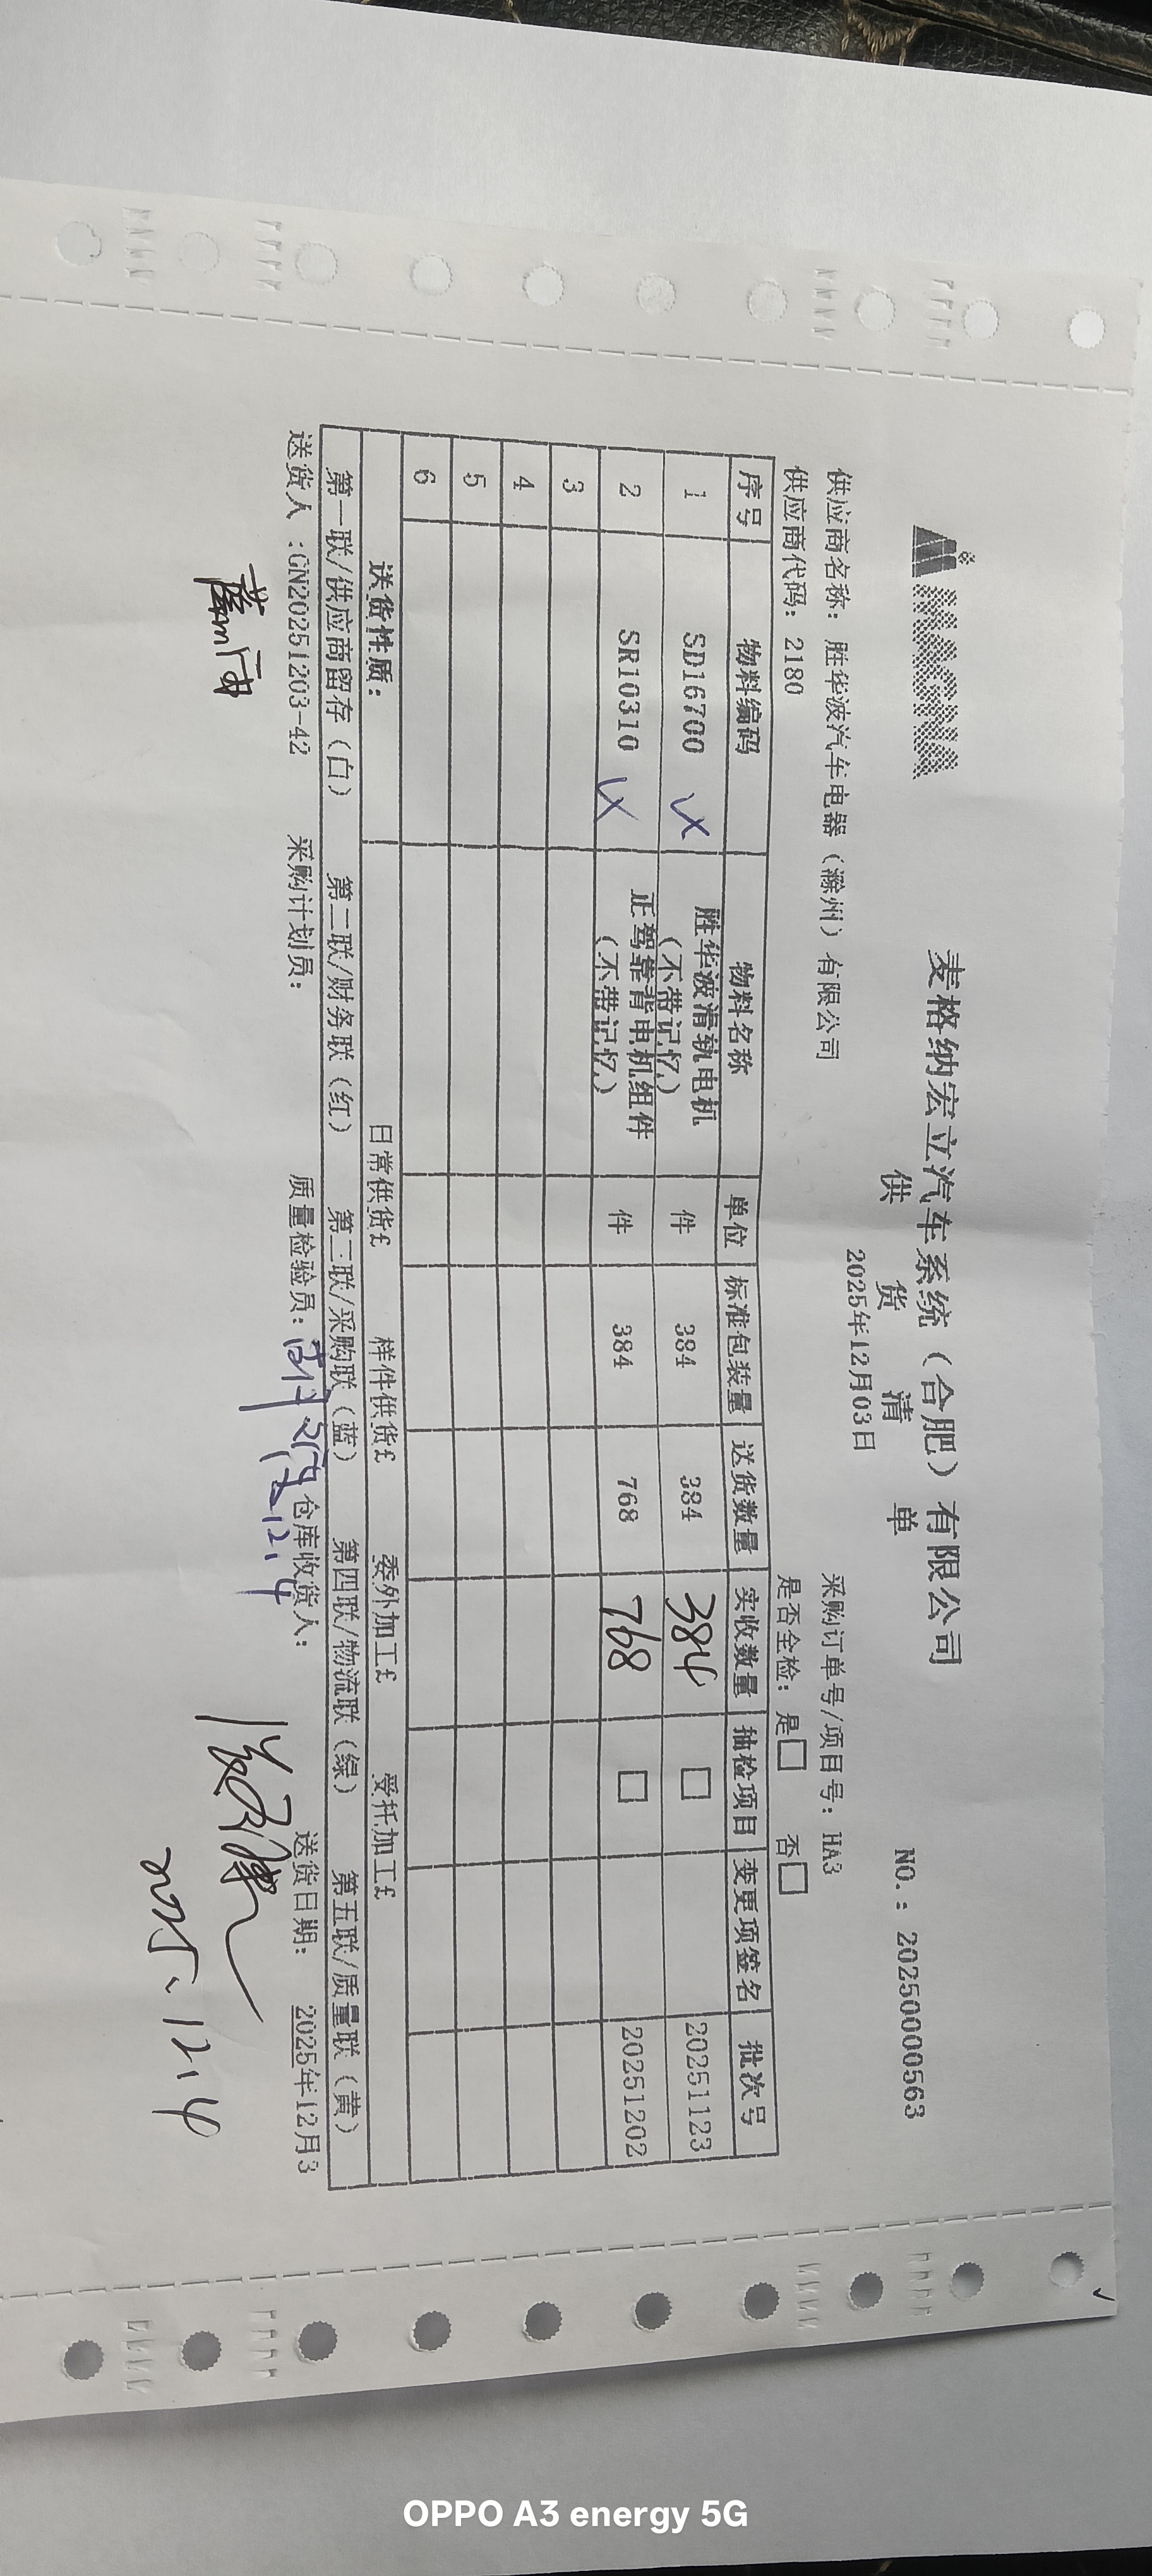 麦格纳宏立汽车系统（合肥）有限公司
供 货 清 单
NO.: 20250000563
2025年12月03日
供应商名称: 胜华波汽车电器（滁州）有限公司 采购订单号/项目号: HA3
供应商代码: 2180 是否全检: 是□ 否□
序号 物料编码 物料名称 单位 标准包装量 送货数量 实收数量 抽检项目 变更项签名 批次号
1 SD16700 胜华波滑轨电机（不带记忆） 件 384 384 384 □ 20251123
2 SR10310 正驾靠背电机组件（不带记忆） 件 384 768 768 □ 20251202
3
4
5
6
送货性质: 日常供货£ 样件供货£ 委外加工£ 受托加工£
第一联/供应商留存（白） 第二联/财务联（红） 第三联/采购联（蓝） 第四联/物流联（绿） 第五联/质量联（黄）
送货人 :GN20251203-42 采购计划员: 质量检验员: 仓库收货人: 送货日期: 2025年12月3
12.4
2025.12.4
OPPO A3 energy 5G